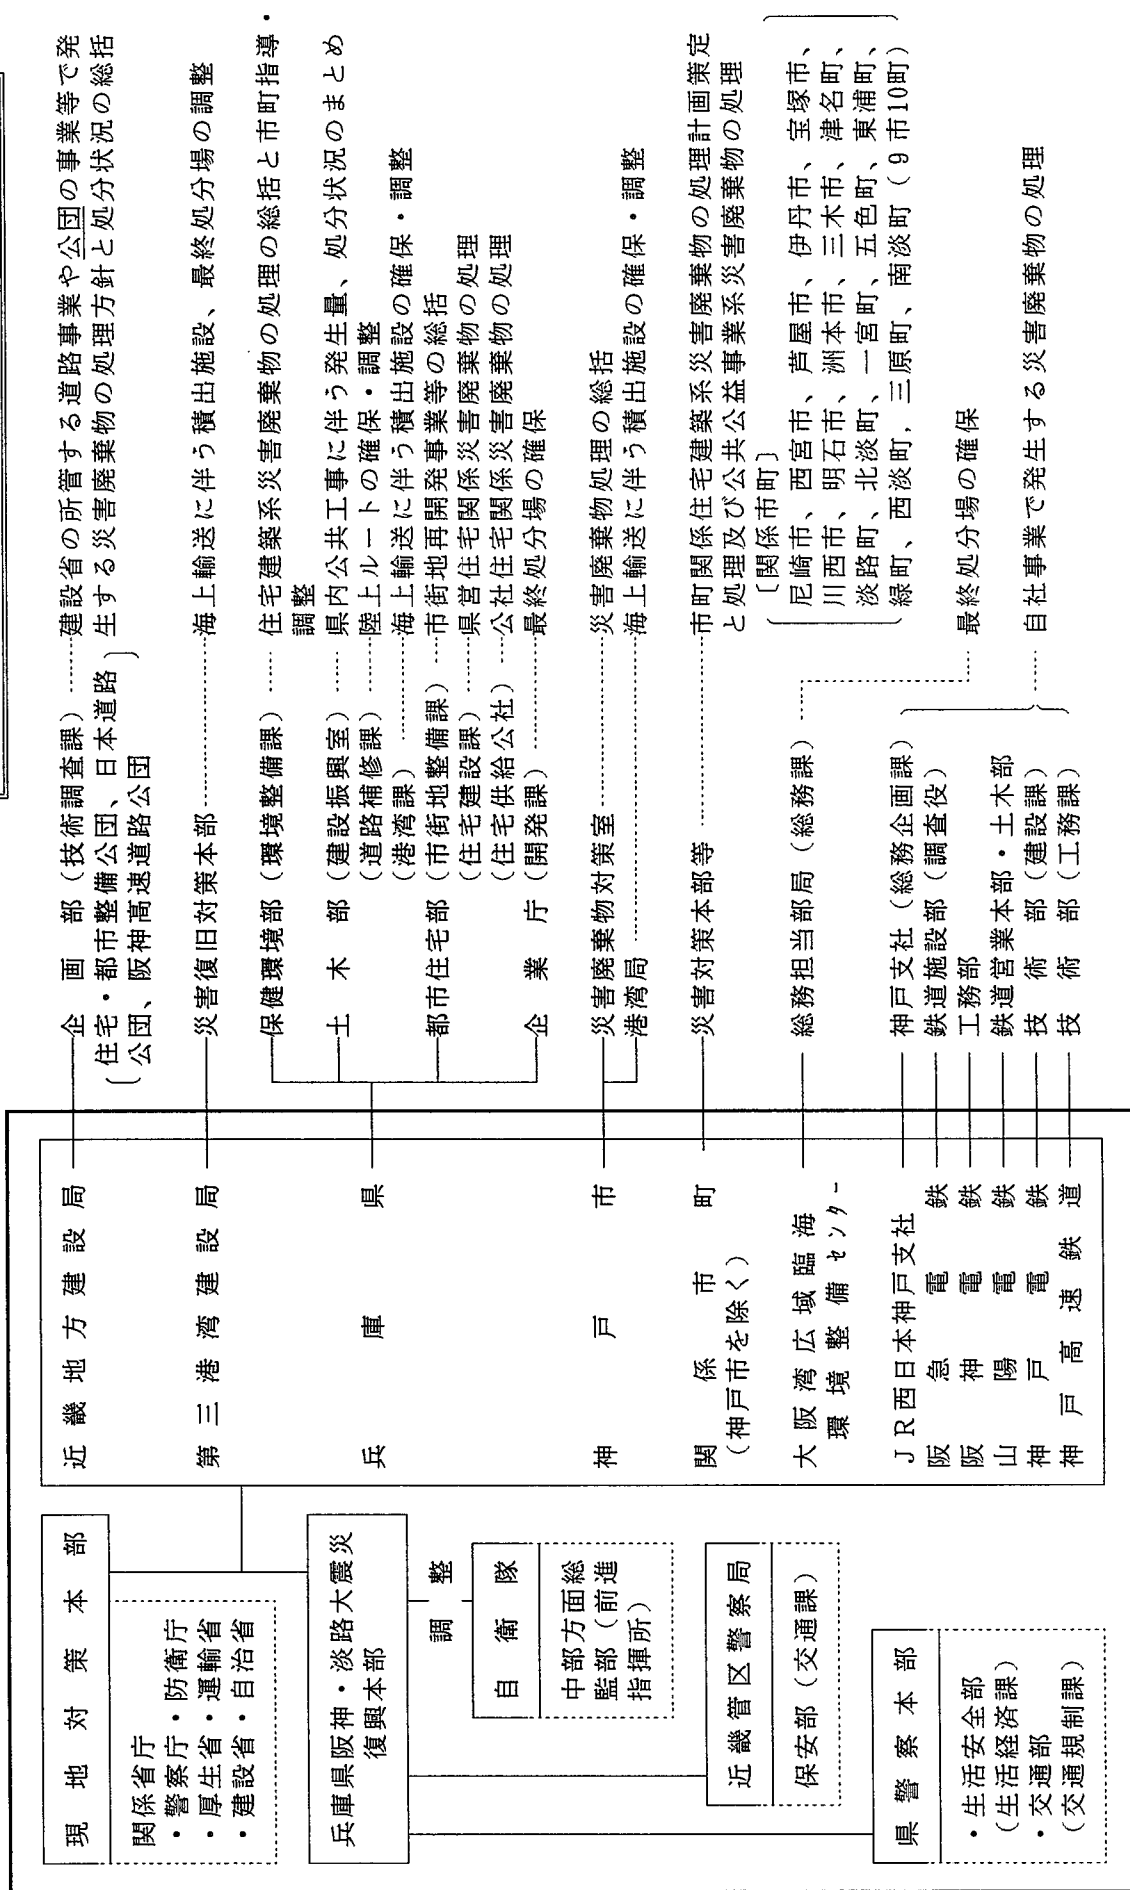 現地対策本部
関係省庁
・警察庁・防衛庁
・厚生省・運輸省
・建設省・自治省
兵庫県阪神・淡路大震災
復興本部
調整
自衛隊
中部方面総
監部（前進
指揮所）
近畿管区警察局
保安部（交通課）
県警察本部
・生活安全部
（生活経済課）
・交通部
（交通規制課）
近畿地方建設局
企画部（技術調査課）
建設省の所管する道路事業や公団の事業等で発
生する災害廃棄物の処理方針と処分状況の総括
住宅・都市整備公団、日本道路
公団、阪神高速道路公団
第三港湾建設局
災害復旧対策本部
海上輸送に伴う積出施設、最終処分場の調整
兵庫県
保健環境部（環境整備課）
住宅建築系災害廃棄物の処理の総括と市町指導・
調整
土木部（建設振興室）
県内公共工事に伴う発生量、処分状況のまとめ
（道路補修課）
陸上ルートの確保・調整
（港湾課）
海上輸送に伴う積出施設の確保・調整
都市住宅部（市街地整備課）
市街地再開発事業等の総括
（住宅建設課）
県営住宅関係災害廃棄物の処理
（住宅供給公社）
公社住宅関係災害廃棄物の処理
企業庁（開発課）
最終処分場の確保
神戸市
災害廃棄物対策室
災害廃棄物処理の総括
港湾局
海上輸送に伴う積出施設の確保・調整
関係市町
（神戸市を除く）
災害対策本部等
市町関係住宅建築系災害廃棄物の処理計画策定
と処理及び公共公益事業系災害廃棄物の処理
〔関係市町〕
尼崎市、西宮市、芦屋市、伊丹市、宝塚市、
川西市、明石市、洲本市、三木市、津名町、
淡路町、北淡町、一宮町、五色町、東浦町、
緑町、西淡町，三原町、南淡町（９市10町）
大阪湾広域臨海
環境整備センター
総務担当部局（総務課）
最終処分場の確保
ＪＲ西日本神戸支社
神戸支社（総務企画課）
阪急電鉄
鉄道施設部（調査役）
阪神電鉄
工務部
山陽電鉄
鉄道営業本部・土木部
神戸電鉄
技術部（建設課）
神戸高速鉄道
技術部（工務課）
自社事業で発生する災害廃棄物の処理